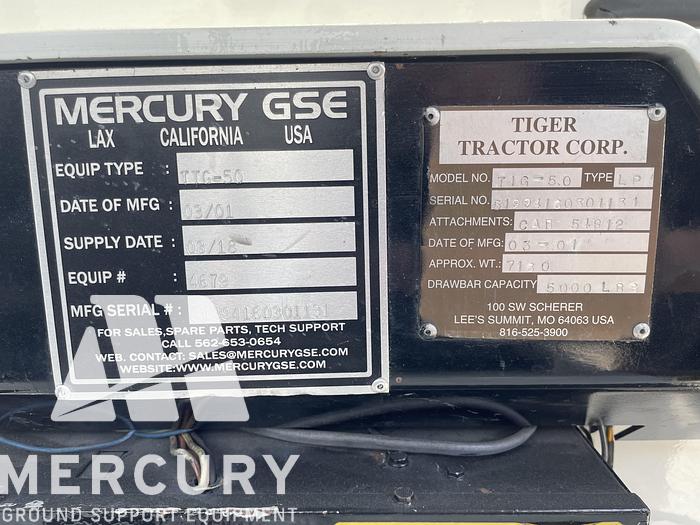 MERCURY GSE
LAX CALIFORNIA USA
EQUIP TYPE : TTG-50
DATE OF MFG : 03/01
SUPPLY DATE : 03/18
EQUIP # : 4679
MFG SERIAL # :
FOR SALES,SPARE PARTS, TECH SUPPORT
CALL 562-653-0654
WEB. CONTACT: SALES@MERCURYGSE.COM
WEBSITE:WWW.MERCURYGSE.COM
TIGER
TRACTOR CORP.
MODEL NO. TIG-50 TYPE LP
SERIAL NO.
ATTACHMENTS: CAB
DATE OF MFG: 03-01
APPROX. WT.:
DRAWBAR CAPACITY 5000 LBS
100 SW SCHERER
LEE'S SUMMIT, MO 64063 USA
816-525-3900
MERCURY
GROUND SUPPORT EQUIPMENT